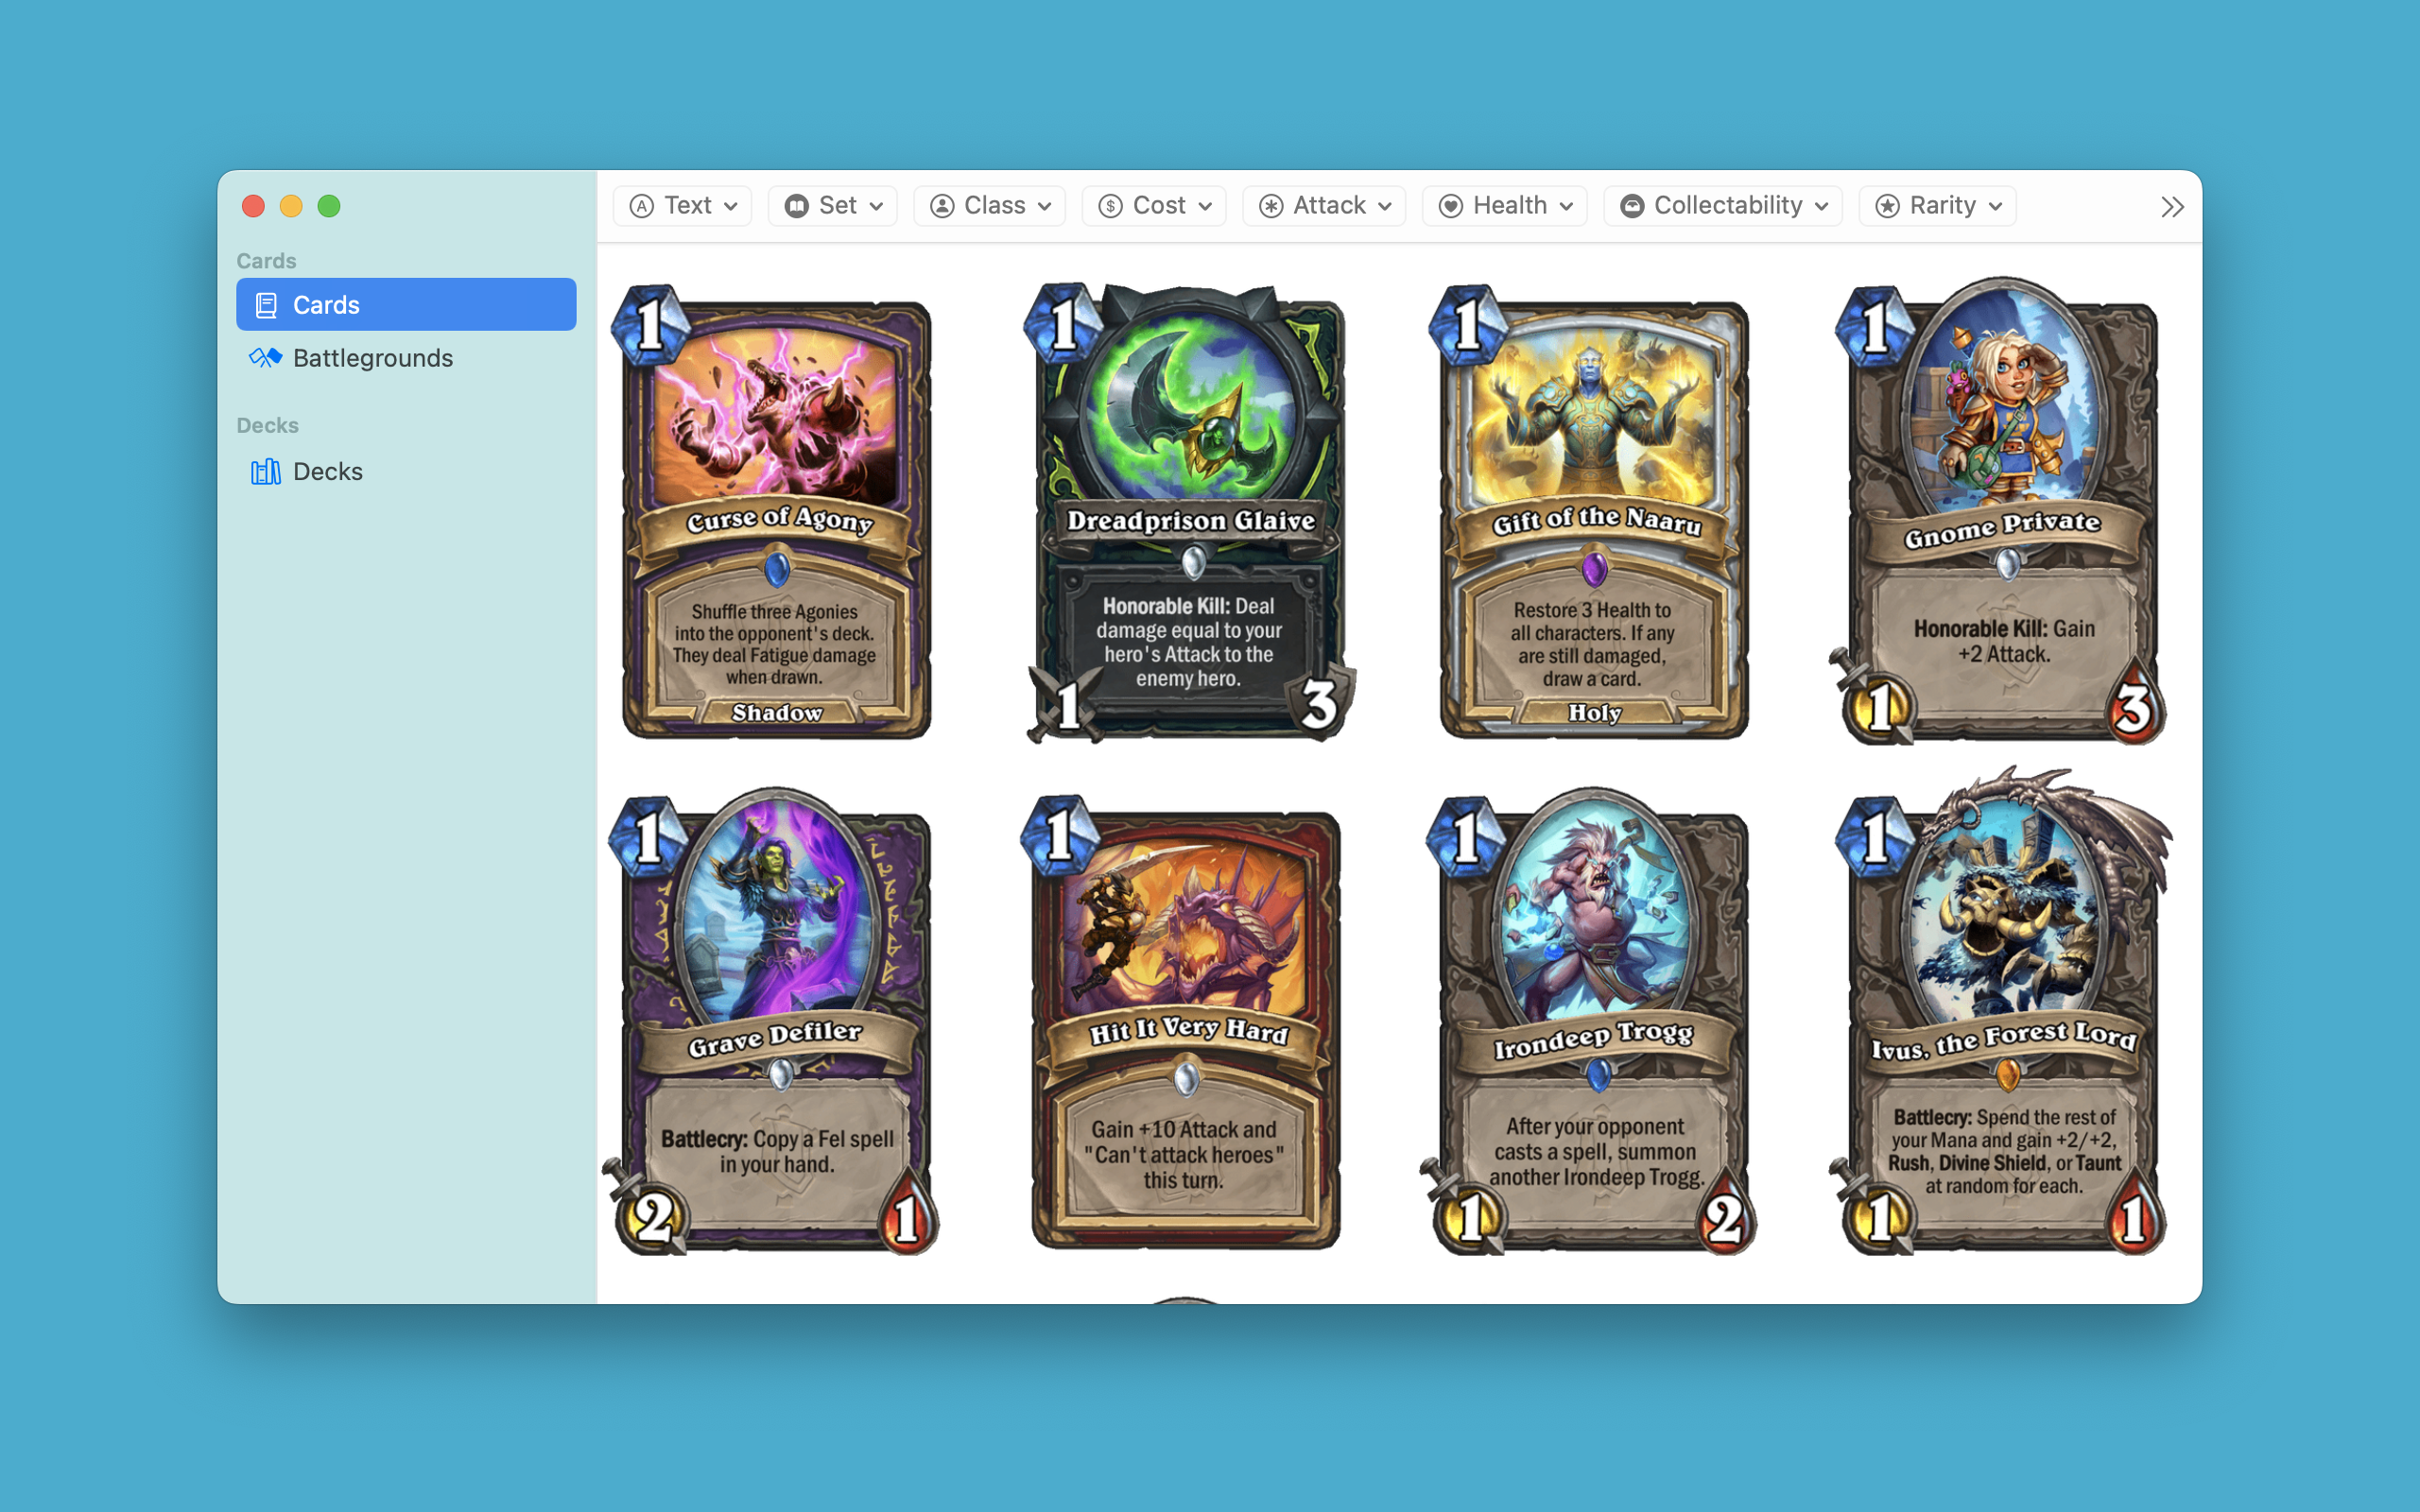 Text
Set
Class
Cost
Attack
Health
Collectability
Rarity
Cards
Cards
Battlegrounds
Decks
Decks
1
Curse of Agony
Shuffle three Agonies
into the opponent's deck.
They deal Fatigue damage
when drawn.
Shadow
1
Dreadprison Glaive
Honorable Kill: Deal
damage equal to your
hero's Attack to the
enemy hero.
1
3
1
Gift of the Naaru
Restore 3 Health to
all characters. If any
are still damaged,
draw a card.
Holy
1
Gnome Private
Honorable Kill: Gain
+2 Attack.
1
3
1
Grave Defiler
Battlecry: Copy a Fel spell
in your hand.
2
1
1
Hit It Very Hard
Gain +10 Attack and
"Can't attack heroes"
this turn.
1
Irondeep Trogg
After your opponent
casts a spell, summon
another Irondeep Trogg.
1
2
1
Ivus, the Forest Lord
Battlecry: Spend the rest of
your Mana and gain +2/+2,
Rush, Divine Shield, or Taunt
at random for each.
1
1